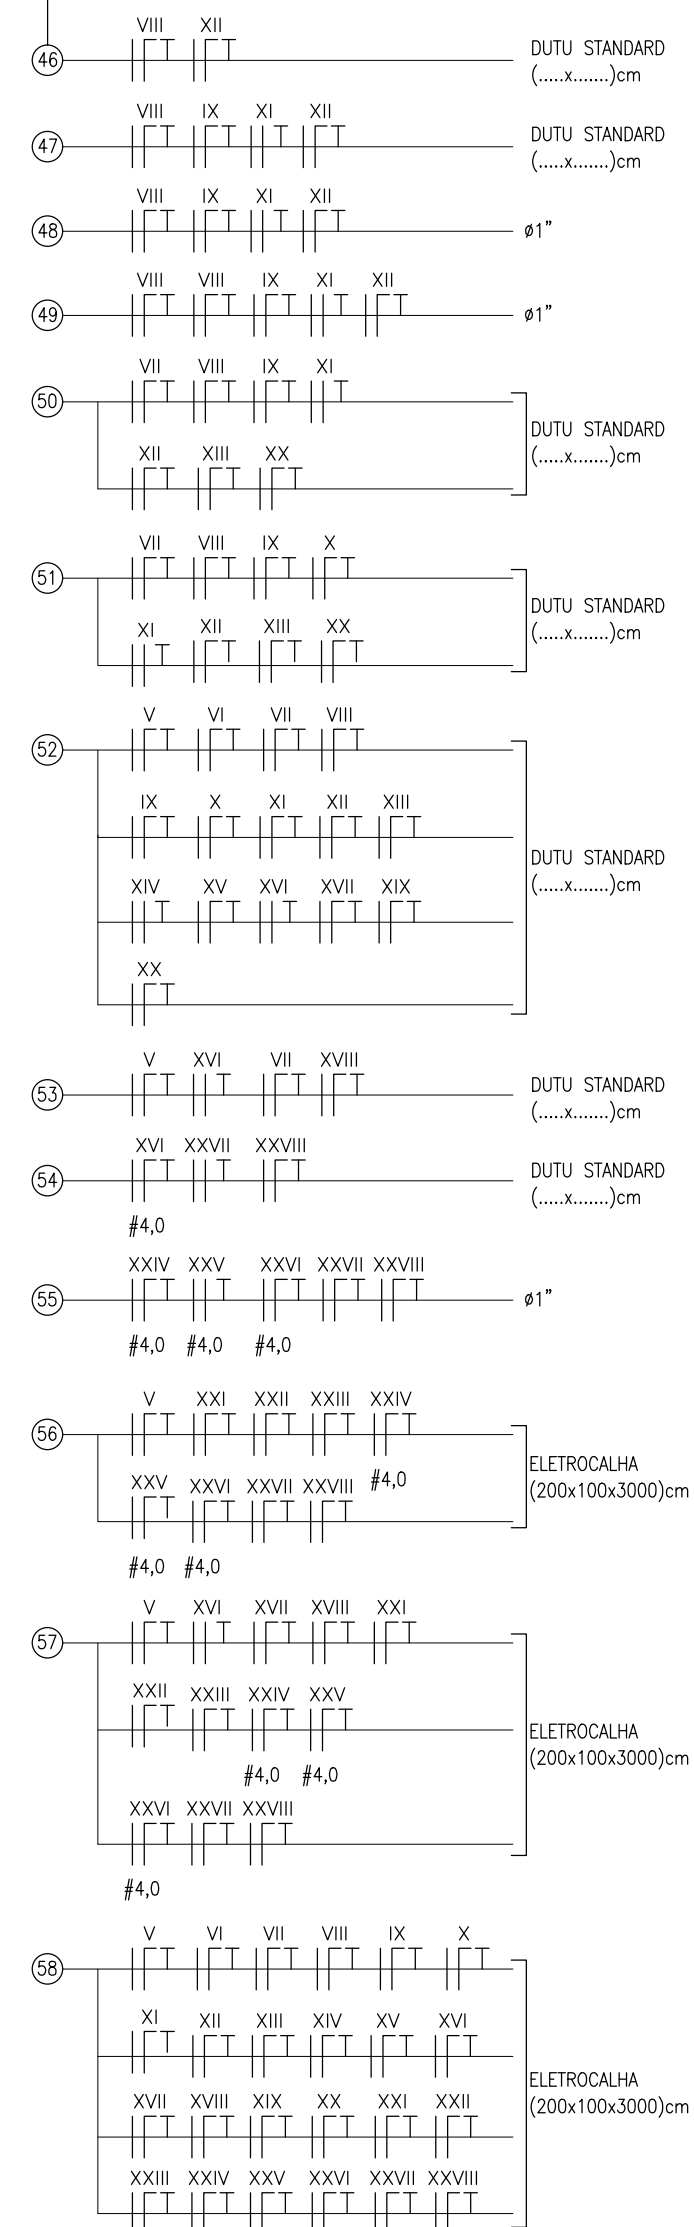 VIII XII
46 DUTU STANDARD
(.....x.......)cm
VIII IX XI XII
47 DUTU STANDARD
(.....x.......)cm
VIII IX XI XII
48 ø1"
VIII VIII IX XI XII
49 ø1"
VII VIII IX XI
50
DUTU STANDARD
(.....x.......)cm
XII XIII XX
VII VIII IX X
51
DUTU STANDARD
(.....x.......)cm
XI XII XIII XX
V VI VII VIII
52
IX X XI XII XIII
DUTU STANDARD
(.....x.......)cm
XIV XV XVI XVII XIX
XX
V XVI VII XVIII
53 DUTU STANDARD
(.....x.......)cm
XVI XXVII XXVIII
54 DUTU STANDARD
(.....x.......)cm
#4,0
XXIV XXV XXVI XXVII XXVIII
55 ø1"
#4,0 #4,0 #4,0
V XXI XXII XXIII XXIV
56
ELETROCALHA
(200x100x3000)cm
#4,0
XXV XXVI XXVII XXVIII
#4,0 #4,0
V XVI XVII XVIII XXI
57
XXII XXIII XXIV XXV
ELETROCALHA
(200x100x3000)cm
#4,0 #4,0
XXVI XXVII XXVIII
#4,0
V VI VII VIII IX X
58
XI XII XIII XIV XV XVI
ELETROCALHA
(200x100x3000)cm
XVII XVIII XIX XX XXI XXII
XXIII XXIV XXV XXVI XXVII XXVIII